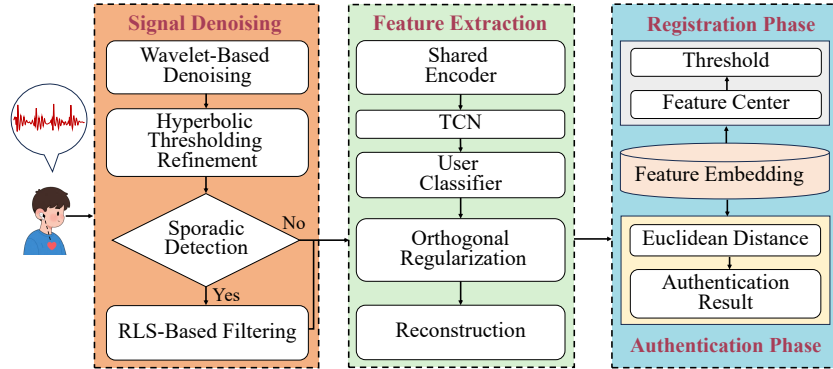 Signal Denoising
Wavelet-Based
Denoising
Hyperbolic
Thresholding
Refinement
Sporadic
Detection
No
Yes
RLS-Based Filtering
Feature Extraction
Shared
Encoder
TCN
User
Classifier
Orthogonal
Regularization
Reconstruction
Registration Phase
Threshold
Feature Center
Feature Embedding
Euclidean Distance
Authentication
Result
Authentication Phase